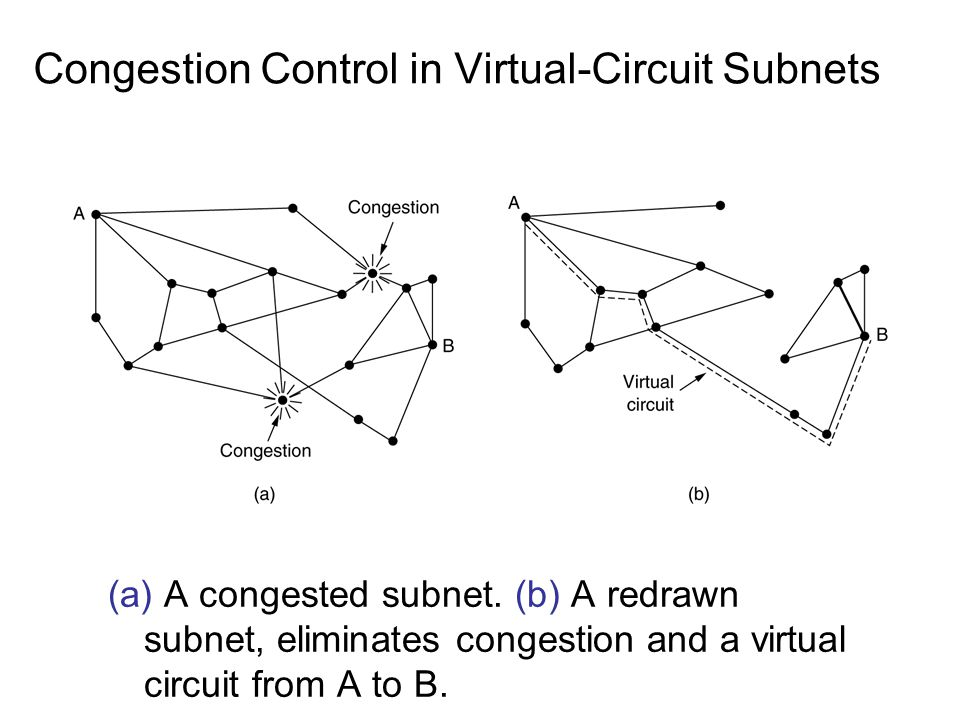 Congestion Control in Virtual-Circuit Subnets
A
Congestion
B
Congestion
(a)
A
B
Virtual
circuit
(b)
(a) A congested subnet. (b) A redrawn
subnet, eliminates congestion and a virtual
circuit from A to B.